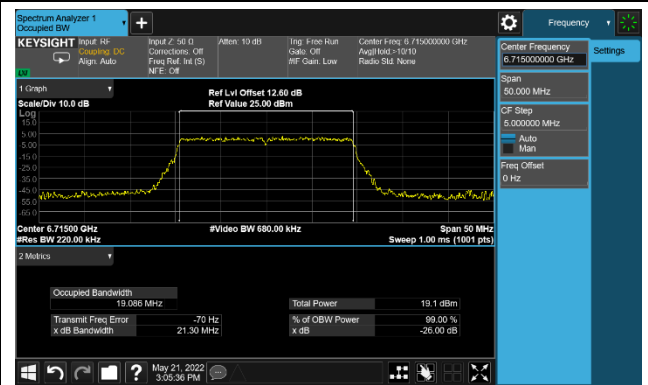 Spectrum Analyzer 1
Occupied BW
+
Frequency
KEYSIGHT
Input: RF
Coupling: DC
Align: Auto
Input Z: 50 Ω
Corrections: Off
Freq Ref: Int (S)
NFE: Off
Atten: 10 dB
Trig: Free Run
Gate: Off
#IF Gain: Low
Center Freq: 6.715000000 GHz
Avg|Hold:>10/10
Radio Std: None
LW
Center Frequency
6.715000000 GHz
Settings
Span
50.000 MHz
CF Step
5.000000 MHz
Auto
Man
Freq Offset
0 Hz
1 Graph
Scale/Div 10.0 dB
Ref Lvl Offset 12.60 dB
Ref Value 25.00 dBm
Log
15.0
5.00
-5.00
-15.0
-25.0
-35.0
-45.0
-55.0
-65.0
Center 6.71500 GHz
#Video BW 680.00 kHz
Span 50 MHz
#Res BW 220.00 kHz
Sweep 1.00 ms (1001 pts)
2 Metrics
Occupied Bandwidth
19.086 MHz
Total Power 19.1 dBm
Transmit Freq Error -70 Hz
% of OBW Power 99.00 %
x dB Bandwidth 21.30 MHz
x dB -26.00 dB
?
May 21, 2022
3:05:36 PM